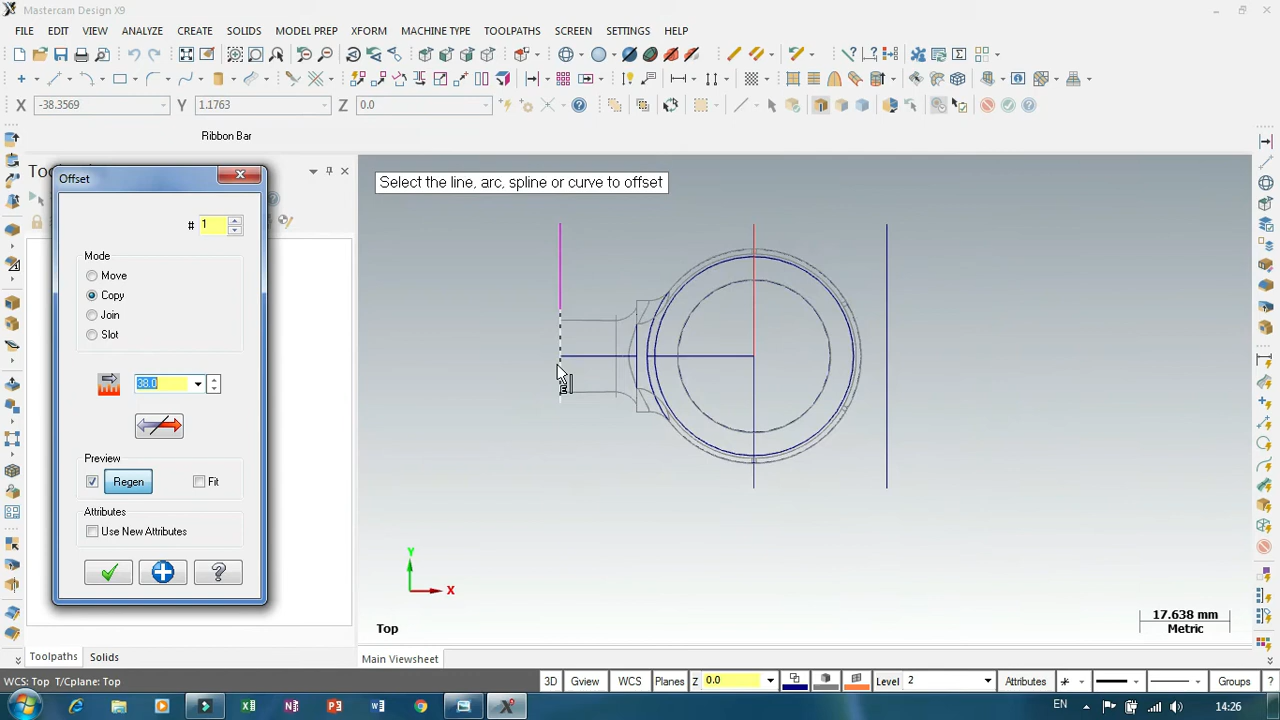 Mastercam Design X9
FILE EDIT VIEW ANALYZE CREATE SOLIDS MODEL PREP XFORM MACHINE TYPE TOOLPATHS SCREEN SETTINGS HELP
X -38.3569 Y 1.1763 Z 0.0
Ribbon Bar
Offset
# 1
Mode
Move
Copy
Join
Slot
38.0
Preview
Regen Fit
Attributes
Use New Attributes
?
Select the line, arc, spline or curve to offset
Y
X
Top
17.638 mm
Metric
Toolpaths Solids
Main Viewsheet
WCS: Top T/Cplane: Top
3D Gview WCS Planes Z 0.0 Level 2 Attributes Groups ?
EN 14:26